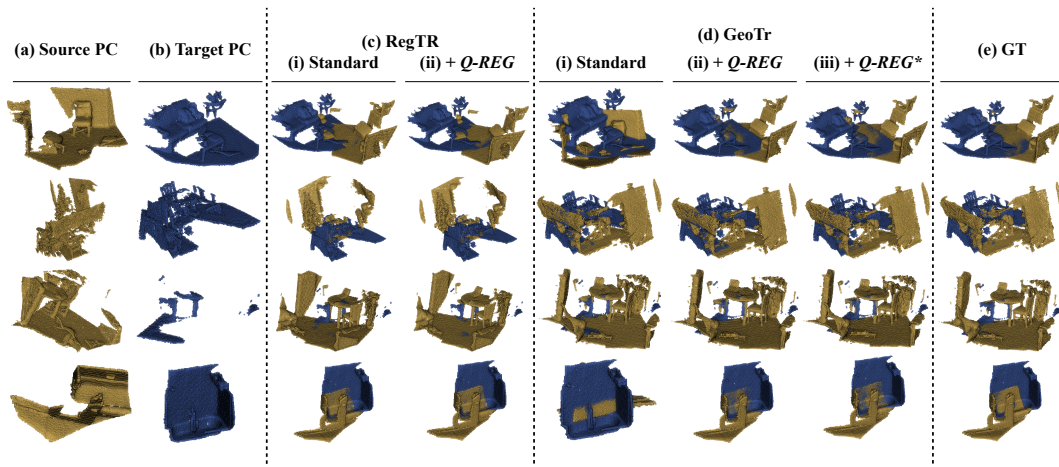 (a) Source PC
(b) Target PC
(c) RegTR
(i) Standard
(ii) + Q-REG
(d) GeoTr
(i) Standard
(ii) + Q-REG
(iii) + Q-REG*
(e) GT